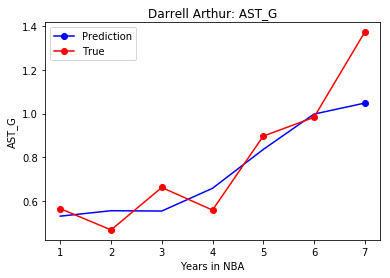 Darrell Arthur: AST_G
Prediction
True
1.4
1.2
1.0
0.8
0.6
AST_G
1 2 3 4 5 6 7
Years in NBA